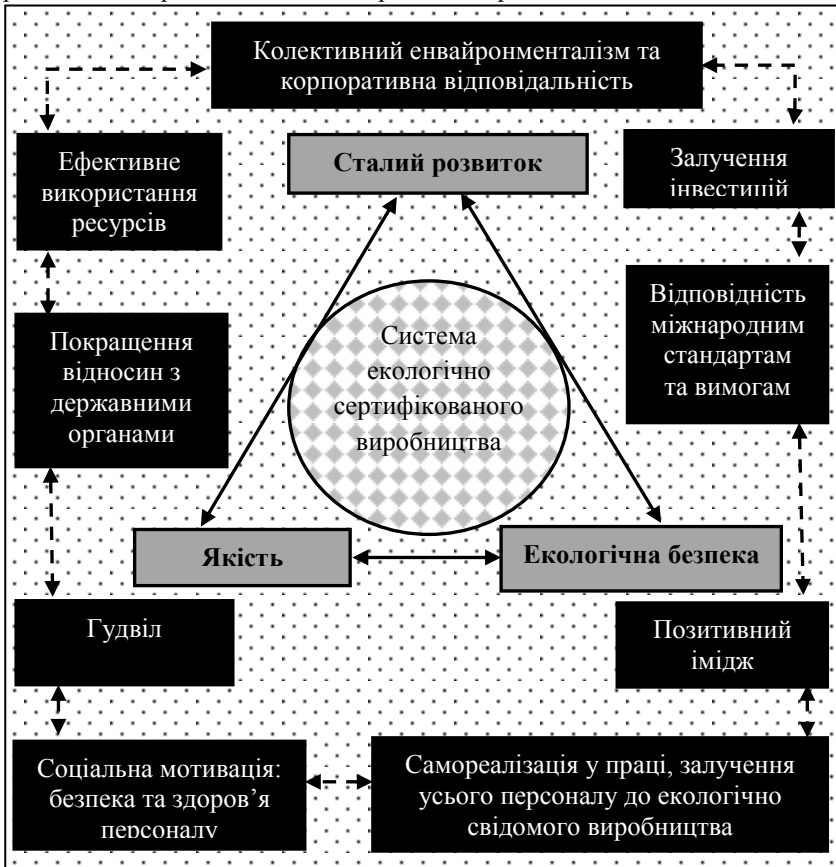 Колективний енвайронменталізм та
корпоративна відповідальність
Ефективне
використання
ресурсів
Сталий розвиток
Залучення
інвестицій
Покращення
відносин з
державними
органами
Система
екологічно
сертифікованого
виробництва
Відповідність
міжнародним
стандартам
та вимогам
Якість
Екологічна безпека
Гудвіл
Позитивний
імідж
Соціальна мотивація:
безпека та здоров’я
персоналу
Самореалізація у праці, залучення
усього персоналу до екологічно
свідомого виробництва